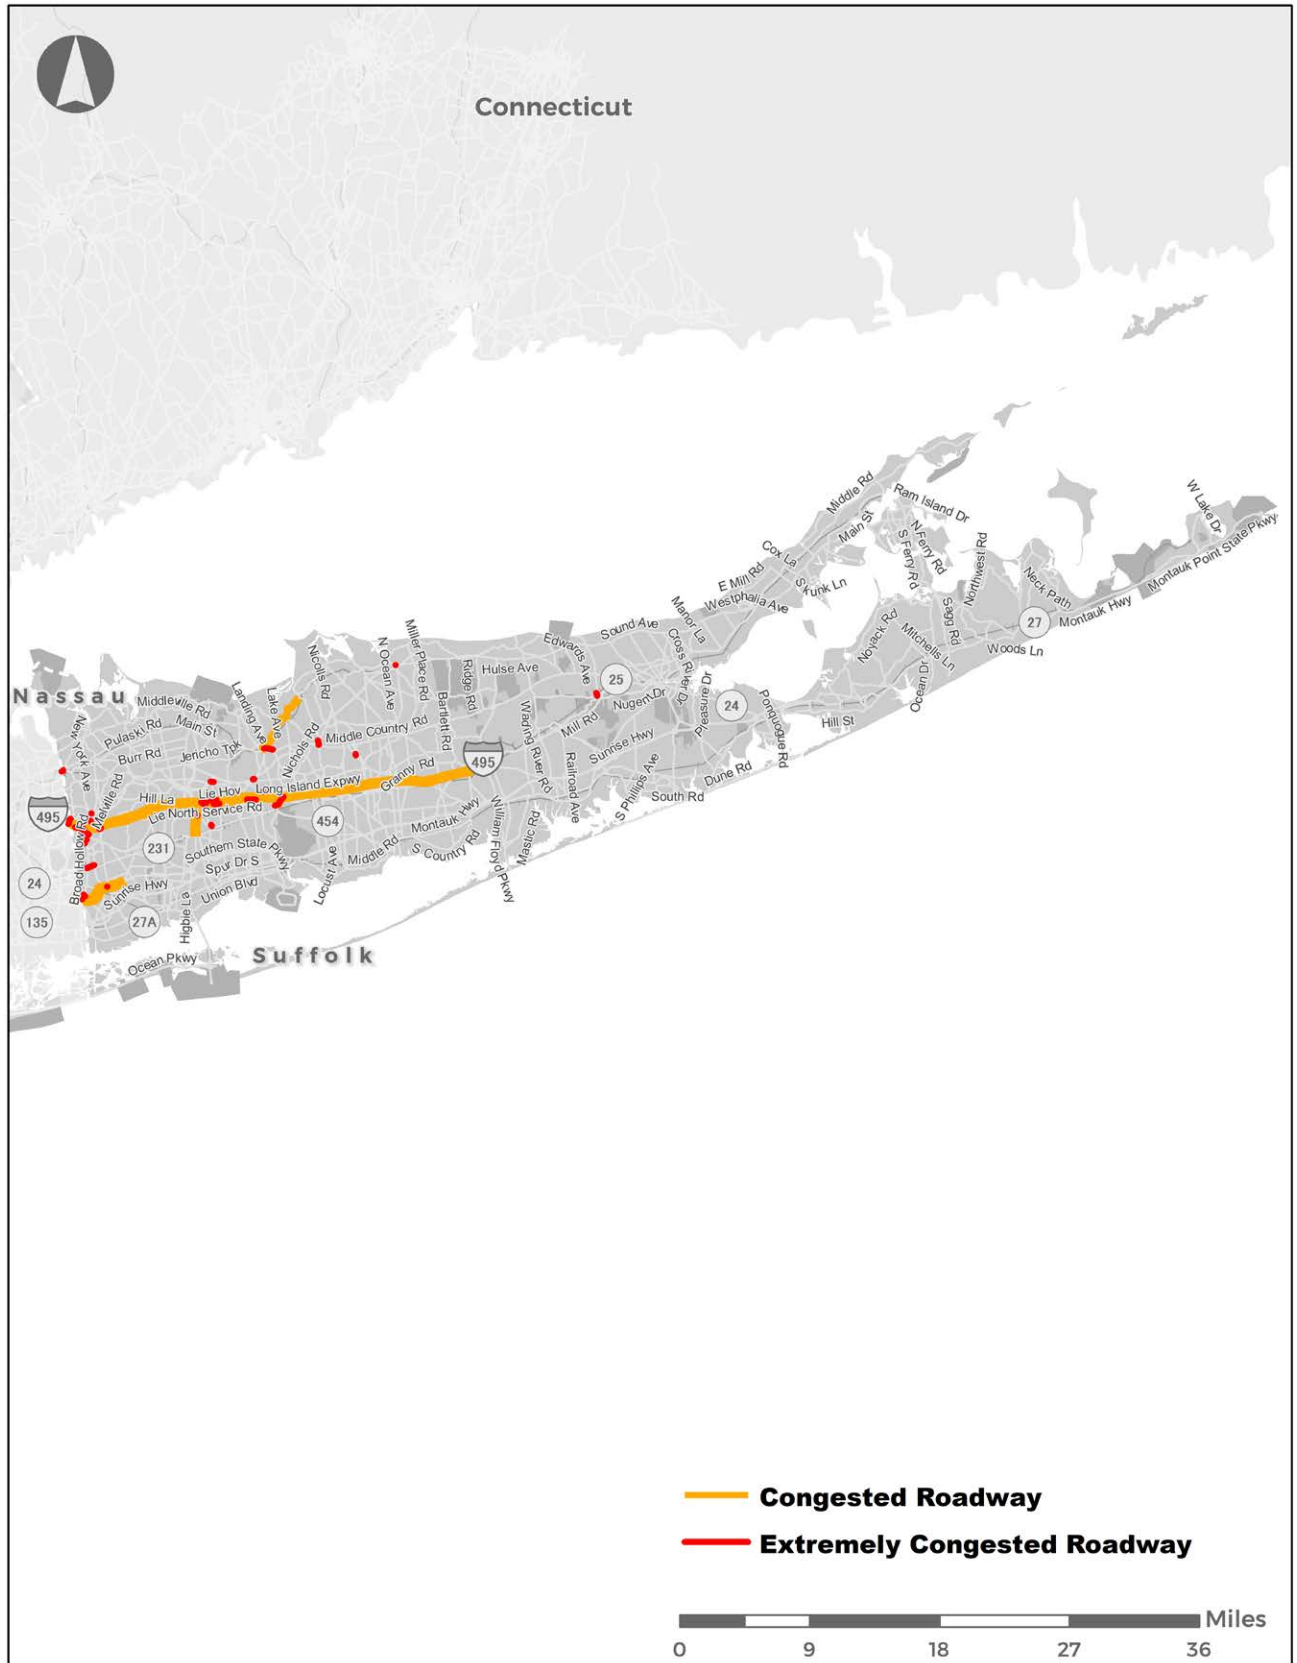 Connecticut
Middle Rd
Ram Island Dr
W Lake Dr
Main St
N Ferry Rd
S Ferry Rd
Montauk Point State Pkwy
Cox La
Northwest Rd
E Mill Rd
Skunk Ln
Neck Path
Westphalia Ave
Manor La
Sagg Rd
Montauk Hwy
27
Noyack Rd
Mitchells Ln
Woods Ln
Sound Ave
Miller Place Rd
N Ocean Ave
Edwards Ave
Cross River Dr
Nicolls Rd
Ridge Rd
Hulse Ave
25
Pleasure Dr
Ocean Dr
Nassau
Middleville Rd
Landing Ave
Lake Ave
Nugent Dr
24
Ponquogue Rd
Hill St
New York Ave
Pulaski Rd
Main St
Bartlett Rd
Wading River Rd
Mill Rd
Middle Country Rd
Nichols Rd
Sunrise Hwy
Burr Rd
Jericho Tpk
495
Granny Rd
Railroad Ave
Dune Rd
Melville Rd
Hill La
Lie Hov
Long Island Expwy
S Phillips Ave
South Rd
495
Lie North Service Rd
454
Montauk Hwy
William Floyd Pkwy
Mastic Rd
Broad Hollow Rd
231
Southern State Pkwy
Middle Rd
S Country Rd
Spur Dr S
Locust Ave
24
Sunrise Hwy
Union Blvd
135
27A
Higbie La
Suffolk
Ocean Pkwy
Congested Roadway
Extremely Congested Roadway
Miles
0 9 18 27 36